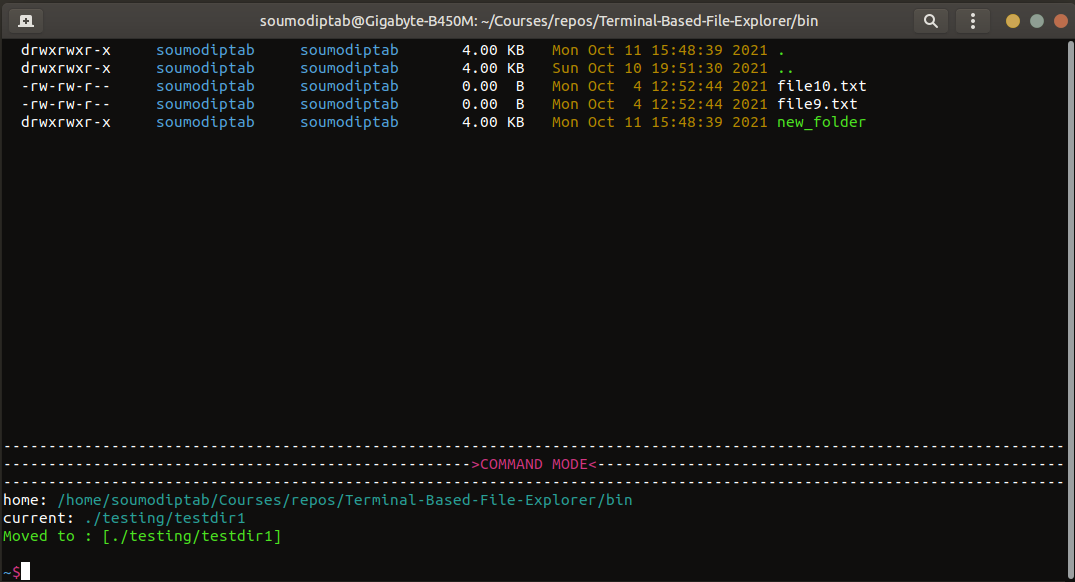 soumodiptab@Gigabyte-B450M: ~/Courses/repos/Terminal-Based-File-Explorer/bin
drwxrwxr-x     soumodiptab     soumodiptab       4.00 KB   Mon Oct 11 15:48:39 2021 .
drwxrwxr-x     soumodiptab     soumodiptab       4.00 KB   Sun Oct 10 19:51:30 2021 ..
-rw-rw-r--     soumodiptab     soumodiptab       0.00  B   Mon Oct  4 12:52:44 2021 file10.txt
-rw-rw-r--     soumodiptab     soumodiptab       0.00  B   Mon Oct  4 12:52:44 2021 file9.txt
drwxrwxr-x     soumodiptab     soumodiptab       4.00 KB   Mon Oct 11 15:48:39 2021 new_folder
----------------------------------------------------------------------------------------------------------------------
---------------------------------------------------->COMMAND MODE<----------------------------------------------------
----------------------------------------------------------------------------------------------------------------------
home: /home/soumodiptab/Courses/repos/Terminal-Based-File-Explorer/bin
current: ./testing/testdir1
Moved to : [./testing/testdir1]
~$